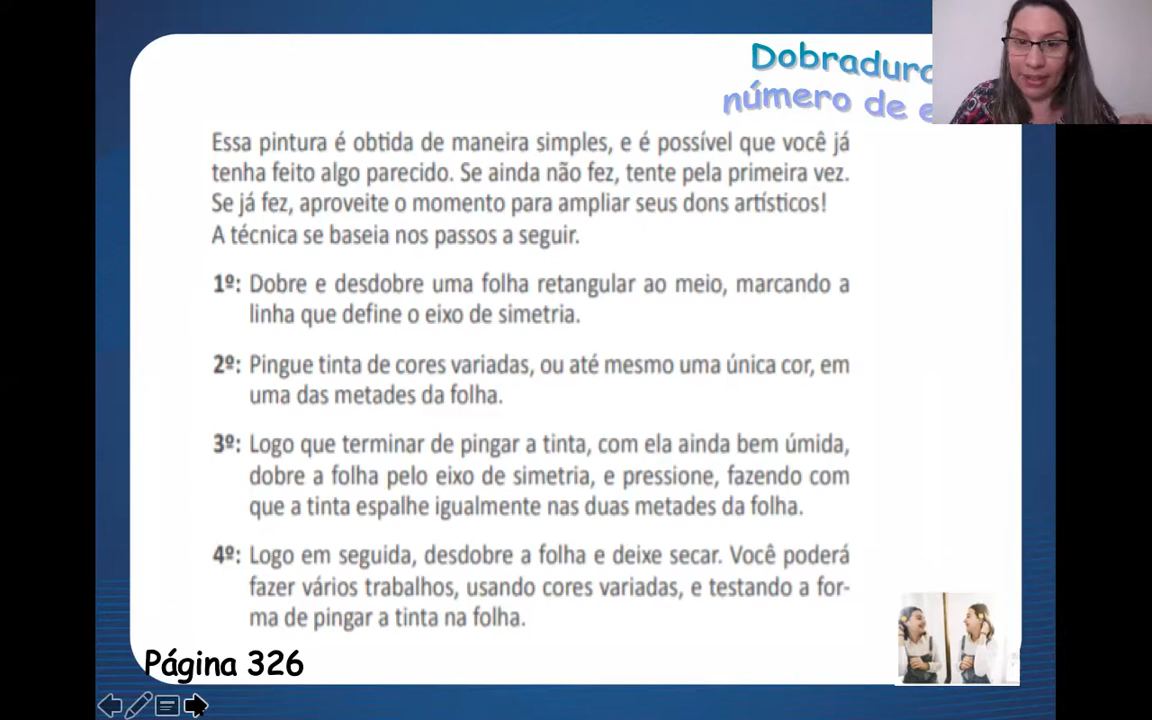 Dobradura
número de e
Essa pintura é obtida de maneira simples, e é possível que você já
tenha feito algo parecido. Se ainda não fez, tente pela primeira vez.
Se já fez, aproveite o momento para ampliar seus dons artísticos!
A técnica se baseia nos passos a seguir.
1º: Dobre e desdobre uma folha retangular ao meio, marcando a
linha que define o eixo de simetria.
2º: Pingue tinta de cores variadas, ou até mesmo uma única cor, em
uma das metades da folha.
3º: Logo que terminar de pingar a tinta, com ela ainda bem úmida,
dobre a folha pelo eixo de simetria, e pressione, fazendo com
que a tinta espalhe igualmente nas duas metades da folha.
4º: Logo em seguida, desdobre a folha e deixe secar. Você poderá
fazer vários trabalhos, usando cores variadas, e testando a for-
ma de pingar a tinta na folha.
Página 326